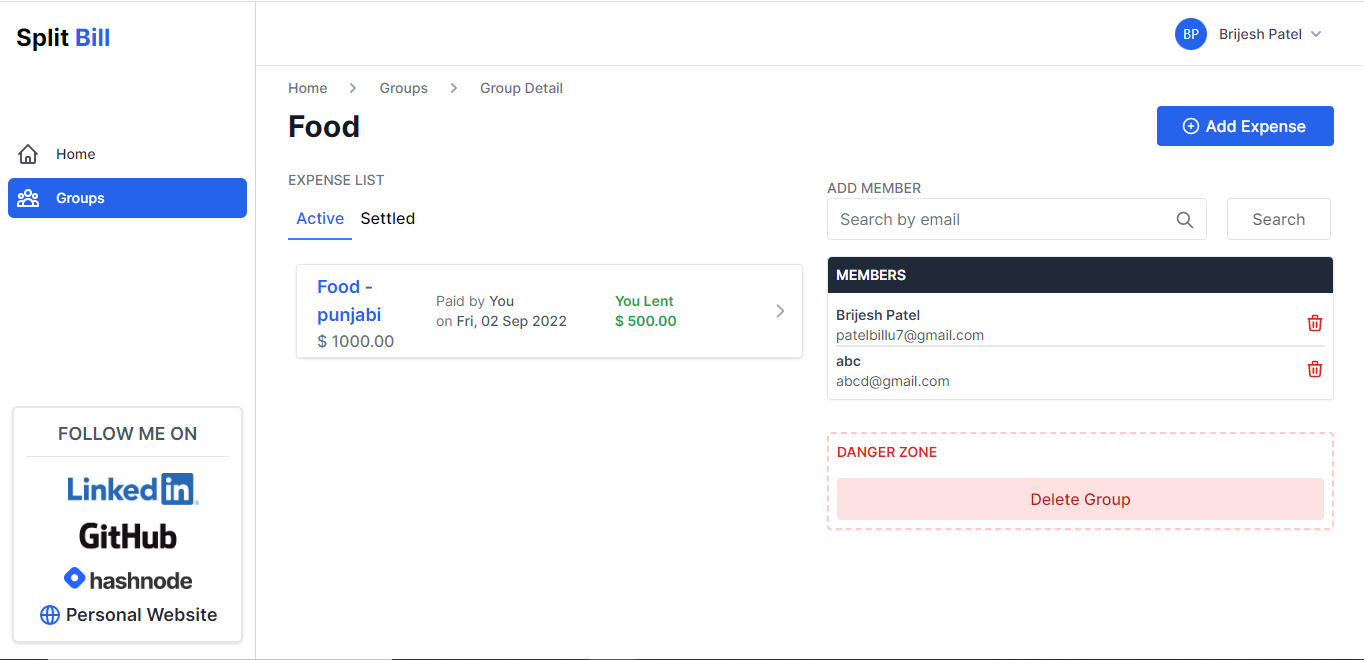 Split Bill
BP Brijesh Patel
Home
Groups
FOLLOW ME ON
LinkedIn
GitHub
hashnode
Personal Website
Home > Groups > Group Detail
Food
Add Expense
EXPENSE LIST
Active Settled
Food -
punjabi
$ 1000.00
Paid by You
on Fri, 02 Sep 2022
You Lent
$ 500.00
ADD MEMBER
Search by email
Search
MEMBERS
Brijesh Patel
patelbillu7@gmail.com
abc
abcd@gmail.com
DANGER ZONE
Delete Group